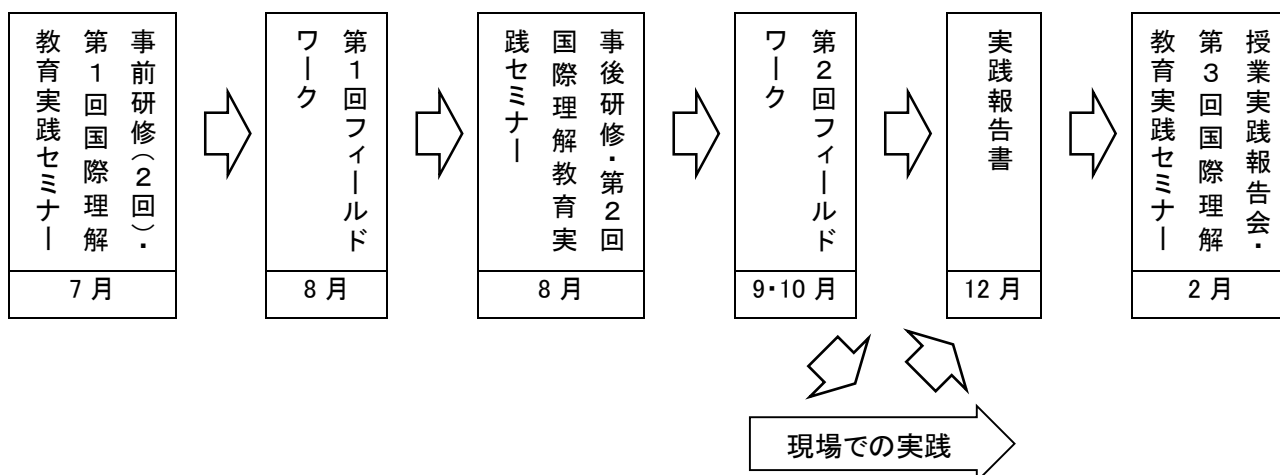 事前研修（２回）・
第１回国際理解
教育実践セミナー
7 月
第１回フィールド
ワーク
8 月
事後研修・第２回
国際理解教育実
践セミナー
8 月
第２回フィールド
ワーク
9・10 月
実践報告書
12 月
授業実践報告会・
第３回国際理解
教育実践セミナー
2 月
現場での実践